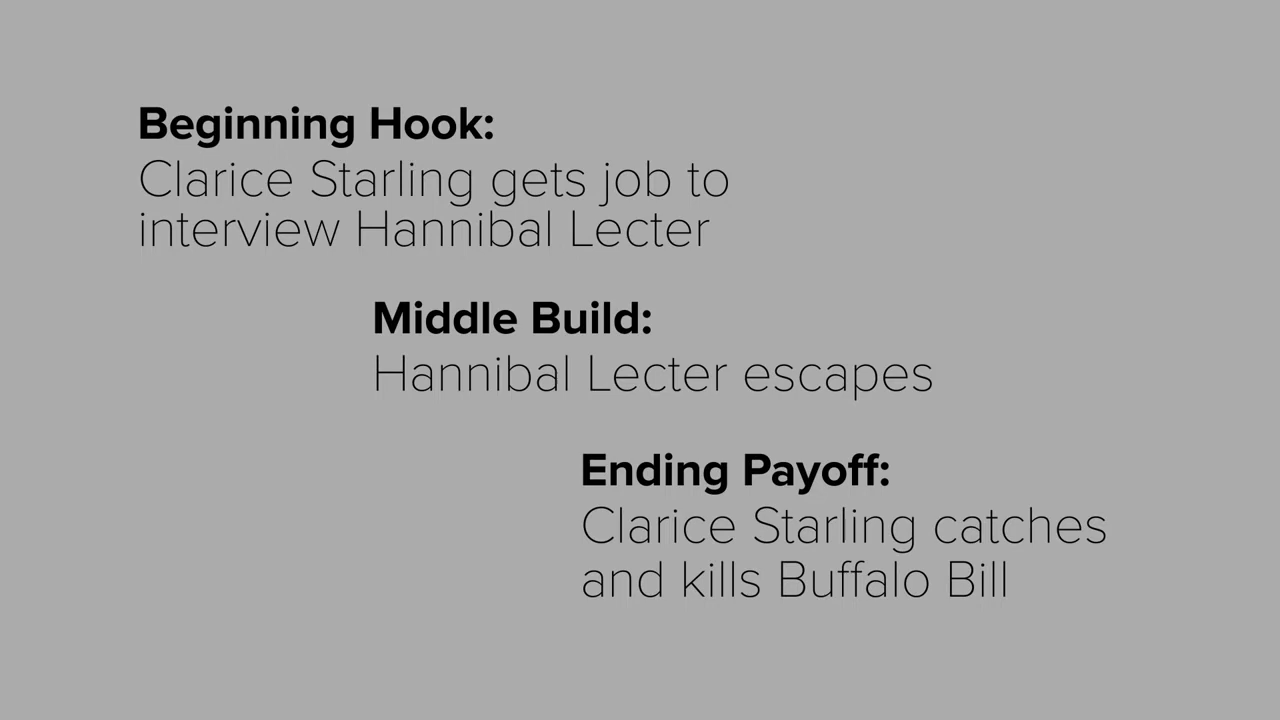 Beginning Hook:
Clarice Starling gets job to
interview Hannibal Lecter
Middle Build:
Hannibal Lecter escapes
Ending Payoff:
Clarice Starling catches
and kills Buffalo Bill